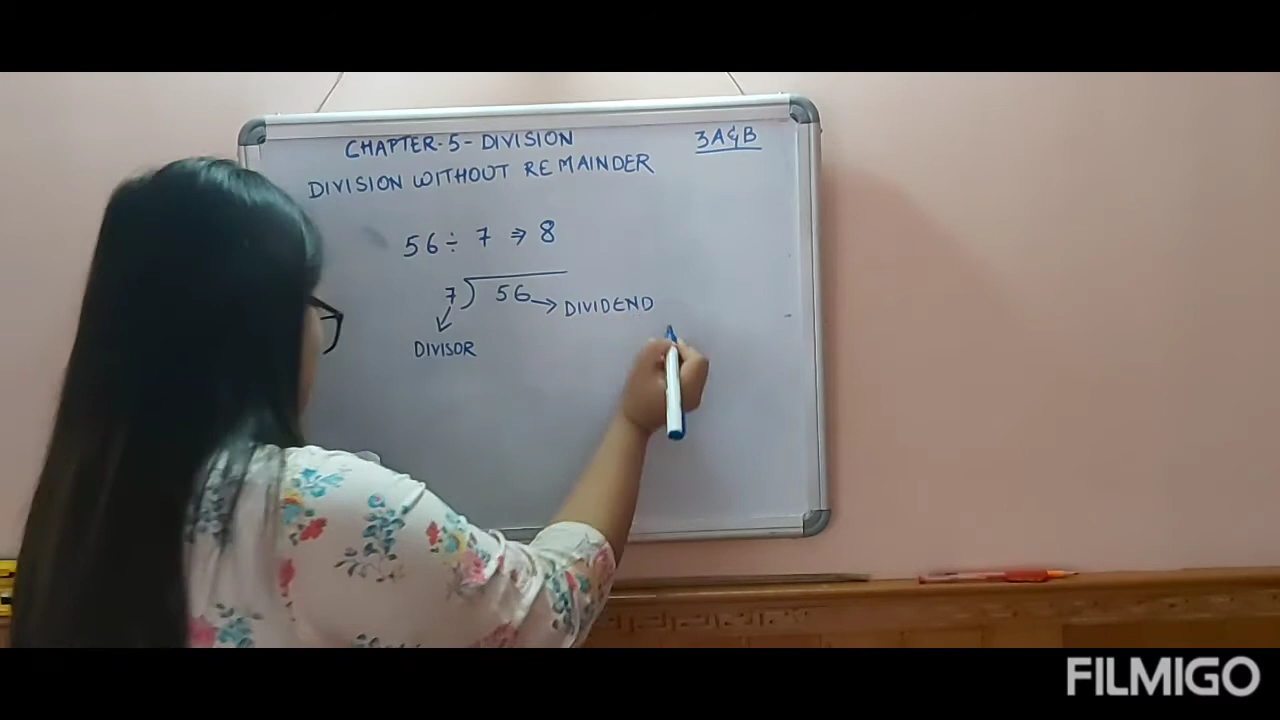 CHAPTER-5-DIVISION 3A&B
DIVISION WITHOUT REMAINDER
56 ÷ 7 ⇒ 8
7) 56 → DIVIDEND
DIVISOR
FILMIGO